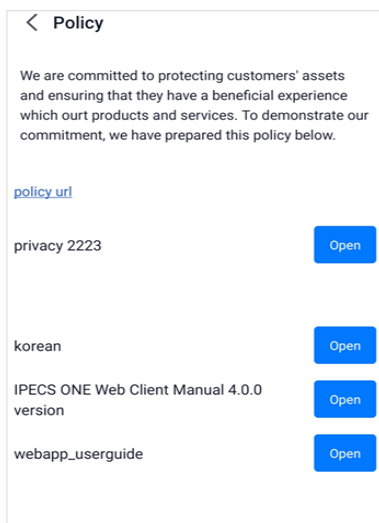 Policy
We are committed to protecting customers' assets
and ensuring that they have a beneficial experience
which ourt products and services. To demonstrate our
commitment, we have prepared this policy below.
policy url
privacy 2223 Open
korean Open
IPECS ONE Web Client Manual 4.0.0
version Open
webapp_userguide Open